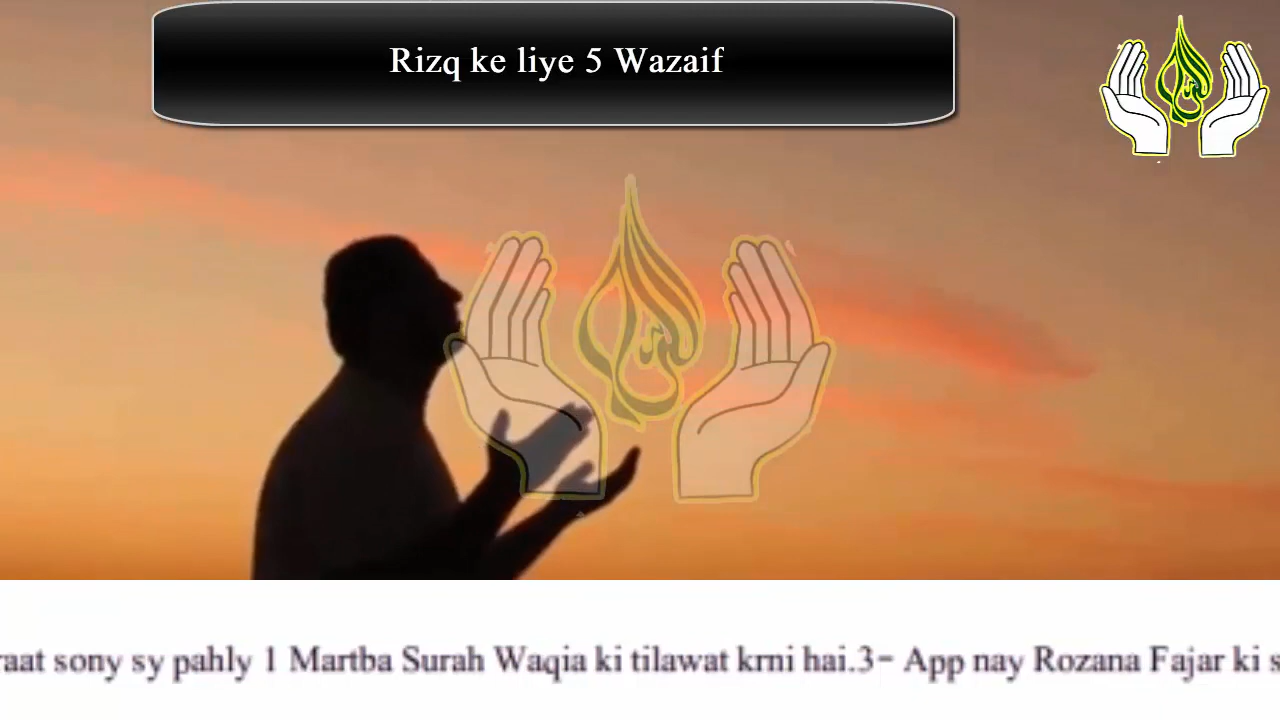 Rizq ke liye 5 Wazaif
raat sony sy pahly 1 Martba Surah Waqia ki tilawat krni hai.3- App nay Rozana Fajar ki s